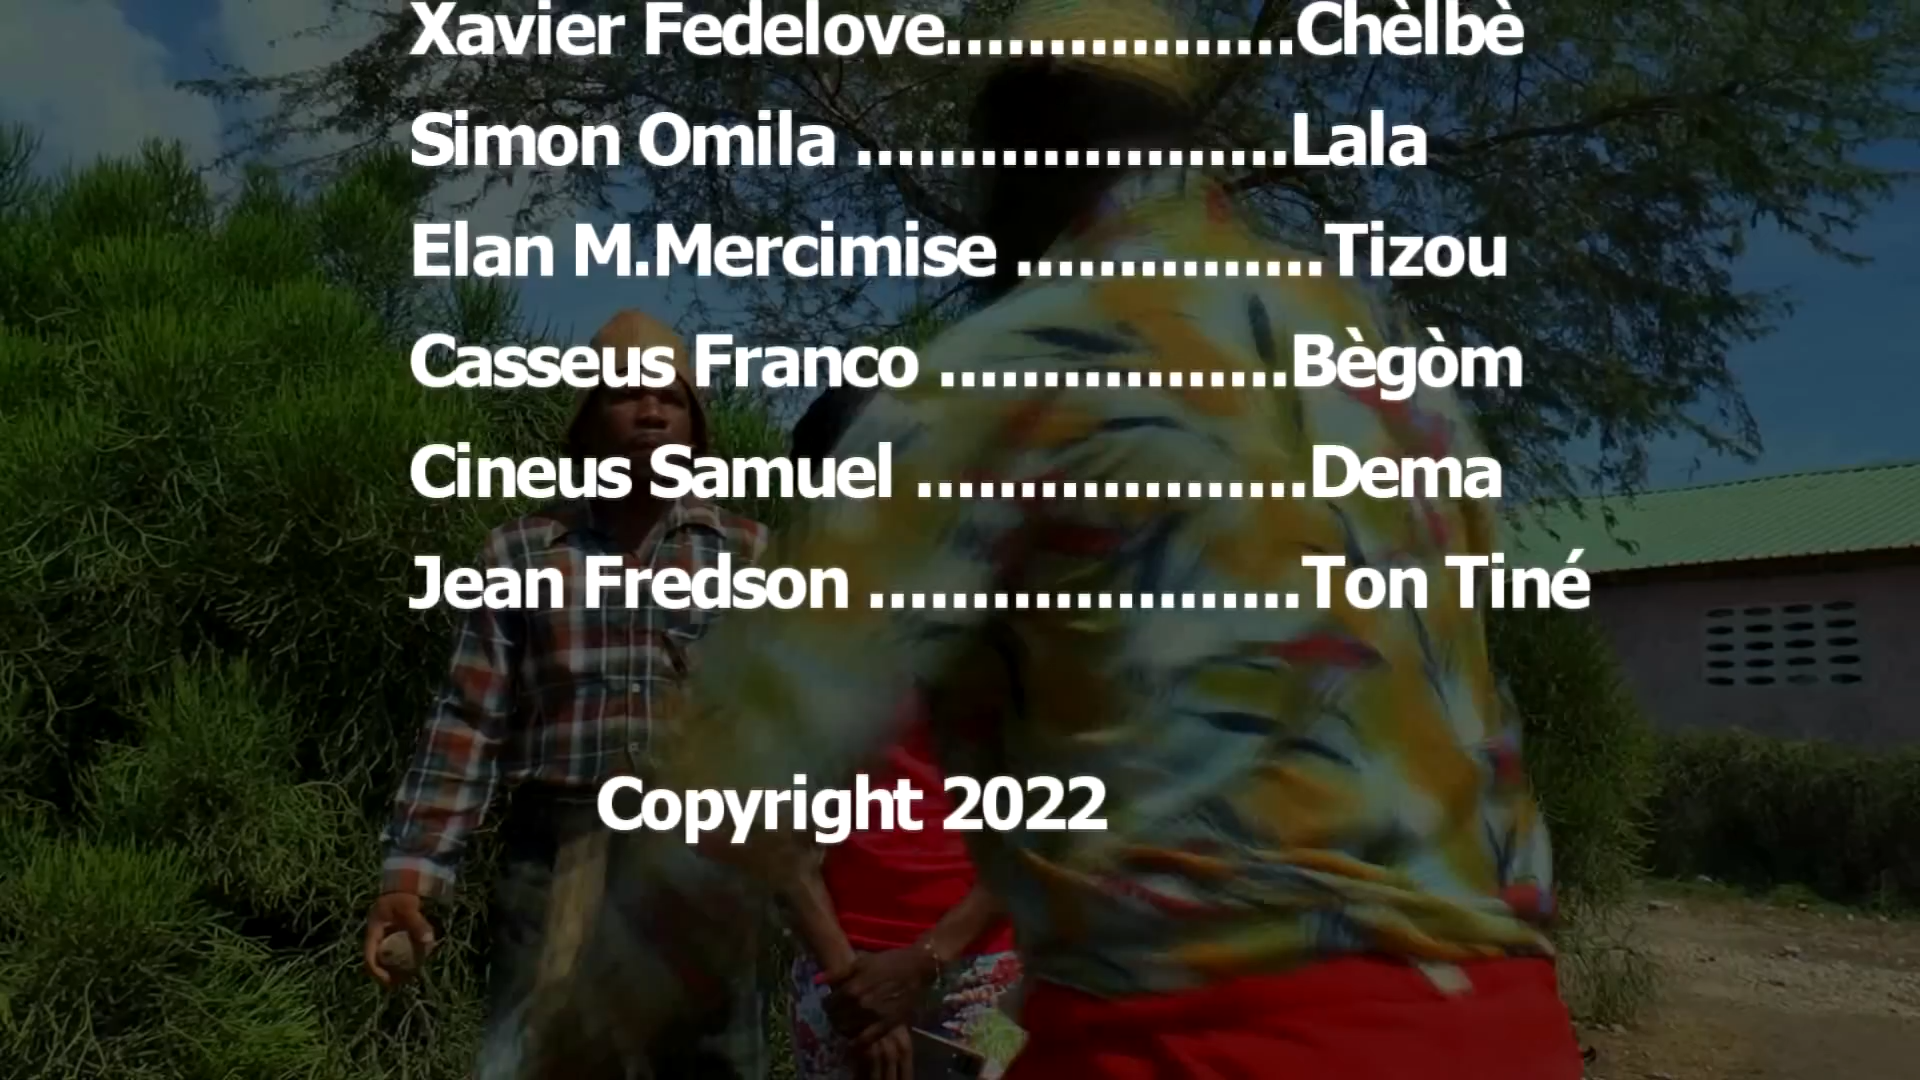 Xavier Fedelove.................Chèlbè
Simon Omila .....................Lala
Elan M.Mercimise ...............Tizou
Casseus Franco .................Bègòm
Cineus Samuel ...................Dema
Jean Fredson .....................Ton Tiné
Copyright 2022